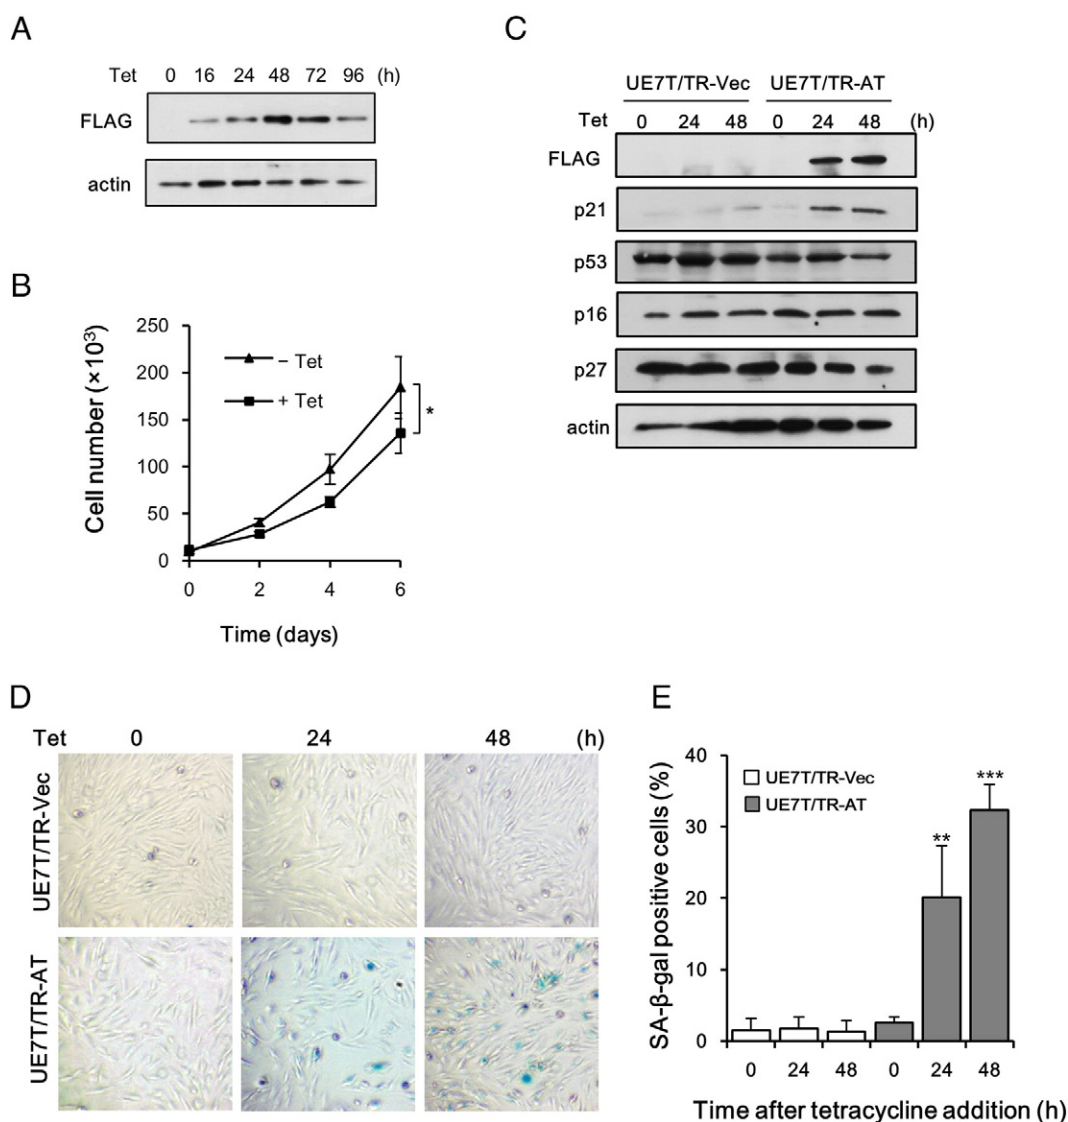 A
Tet 0 16 24 48 72 96 (h)
FLAG
actin
B
Cell number (×10³)
250
200
150
100
50
0
– Tet
+ Tet
*
0 2 4 6
Time (days)
C
UE7T/TR-Vec UE7T/TR-AT
Tet 0 24 48 0 24 48 (h)
FLAG
p21
p53
p16
p27
actin
D
Tet 0 24 48 (h)
UE7T/TR-Vec
UE7T/TR-AT
E
SA-β-gal positive cells (%)
40
30
20
10
0
UE7T/TR-Vec
UE7T/TR-AT
**
***
0 24 48 0 24 48
Time after tetracycline addition (h)